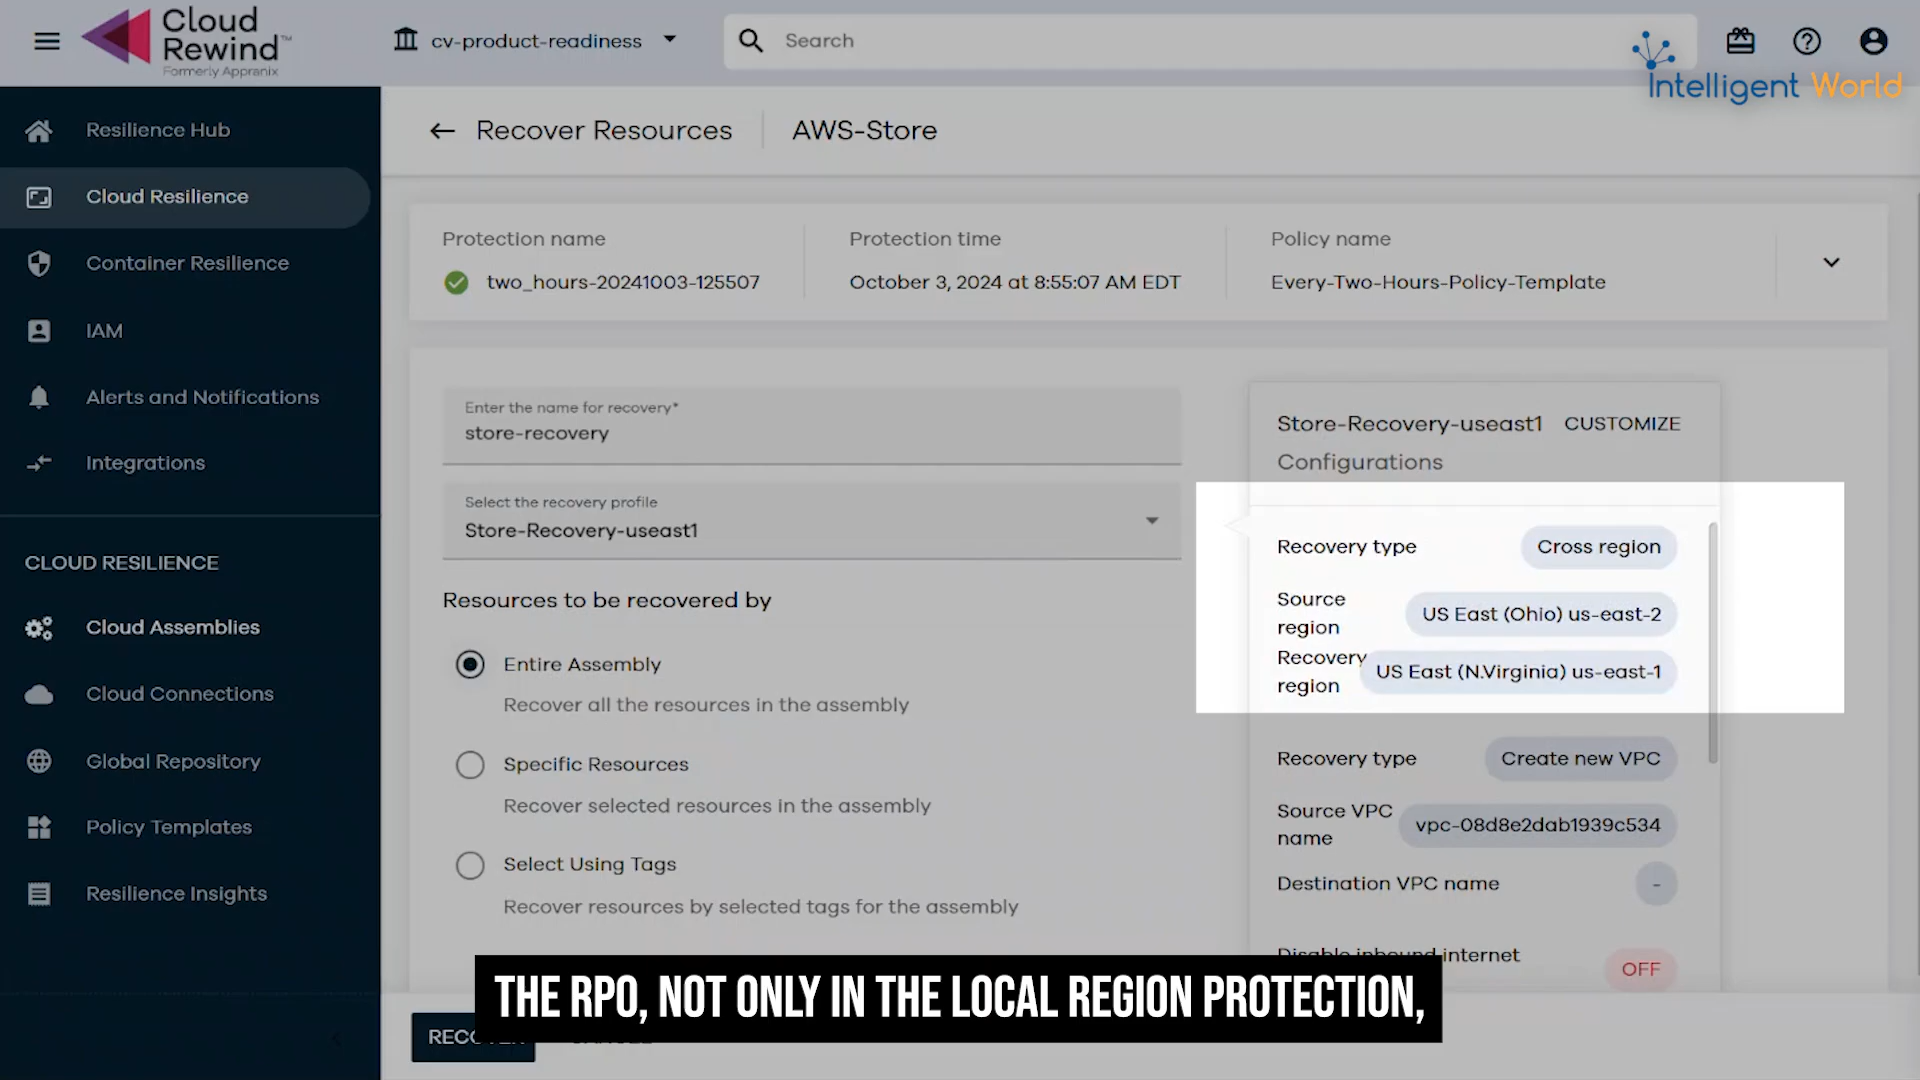 Cloud
Rewind™
Formerly Appranix
cv-product-readiness
Search
Intelligent World
Resilience Hub
Cloud Resilience
Container Resilience
IAM
Alerts and Notifications
Integrations
CLOUD RESILIENCE
Cloud Assemblies
Cloud Connections
Global Repository
Policy Templates
Resilience Insights
Recover Resources
AWS-Store
Protection name
two_hours-20241003-125507
Protection time
October 3, 2024 at 8:55:07 AM EDT
Policy name
Every-Two-Hours-Policy-Template
Enter the name for recovery*
store-recovery
Select the recovery profile
Store-Recovery-useast1
Resources to be recovered by
Entire Assembly
Recover all the resources in the assembly
Specific Resources
Recover selected resources in the assembly
Select Using Tags
Recover resources by selected tags for the assembly
Store-Recovery-useast1 CUSTOMIZE
Configurations
Recovery type Cross region
Source region US East (Ohio) us-east-2
Recovery region US East (N.Virginia) us-east-1
Recovery type Create new VPC
Source VPC name vpc-08d8e2dab1939c534
Destination VPC name -
Disable inbound internet OFF
THE RPO, NOT ONLY IN THE LOCAL REGION PROTECTION,
RECOVER